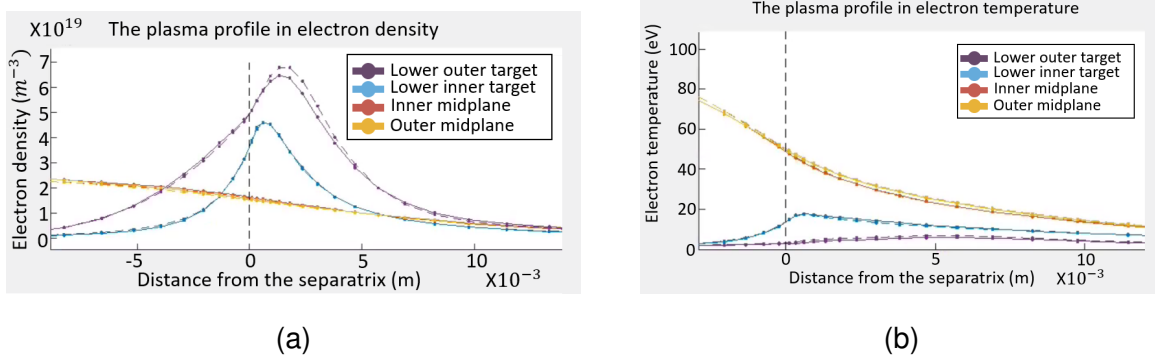 X10¹⁹ The plasma profile in electron density
Electron density (m⁻³)
7
6
5
4
3
2
1
0
Lower outer target
Lower inner target
Inner midplane
Outer midplane
-5 0 5 10
Distance from the separatrix (m) X10⁻³
(a)
The plasma profile in electron temperature
Electron temperature (eV)
100
80
60
40
20
0
Lower outer target
Lower inner target
Inner midplane
Outer midplane
0 5 10
Distance from the separatrix (m) X10⁻³
(b)